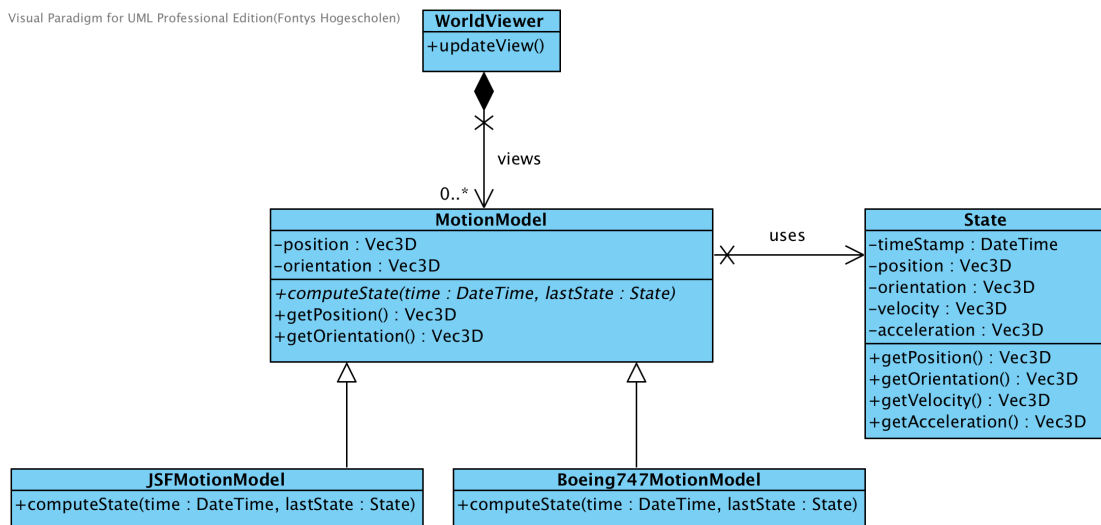 Visual Paradigm for UML Professional Edition(Fontys Hogescholen)
WorldViewer
+updateView()
views
0..*
MotionModel
-position : Vec3D
-orientation : Vec3D
+computeState(time : DateTime, lastState : State)
+getPosition() : Vec3D
+getOrientation() : Vec3D
uses
State
-timeStamp : DateTime
-position : Vec3D
-orientation : Vec3D
-velocity : Vec3D
-acceleration : Vec3D
+getPosition() : Vec3D
+getOrientation() : Vec3D
+getVelocity() : Vec3D
+getAcceleration() : Vec3D
JSFMotionModel
+computeState(time : DateTime, lastState : State)
Boeing747MotionModel
+computeState(time : DateTime, lastState : State)